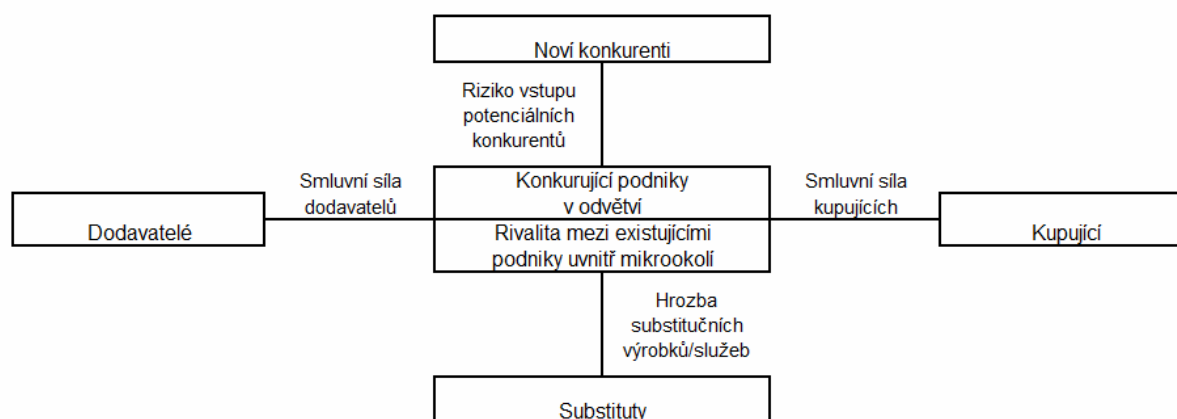 Noví konkurenti
Riziko vstupu
potenciálních
konkurentů
Smluvní síla
dodavatelů
Konkurující podniky
v odvětví
Smluvní síla
kupujících
Dodavatelé
Rivalita mezi existujícími
podniky uvnitř mikrookolí
Kupující
Hrozba
substitučních
výrobků/služeb
Substituty